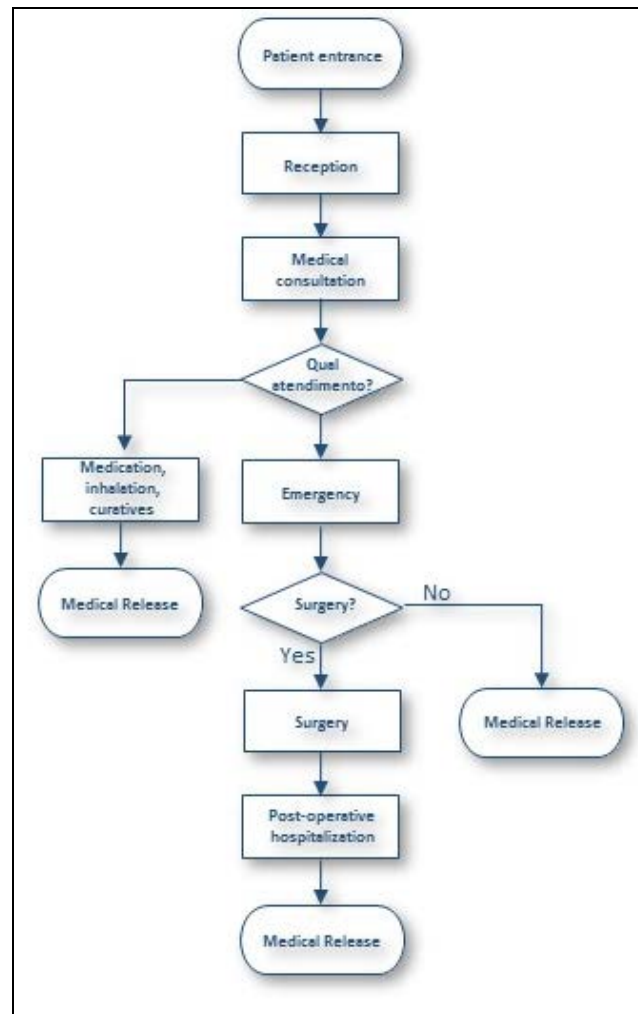 Patient entrance
Reception
Medical
consultation
Qual
atendimento?
Medication,
inhalation,
curatives
Emergency
Medical Release
Surgery?
No
Yes
Surgery
Medical Release
Post-operative
hospitalization
Medical Release